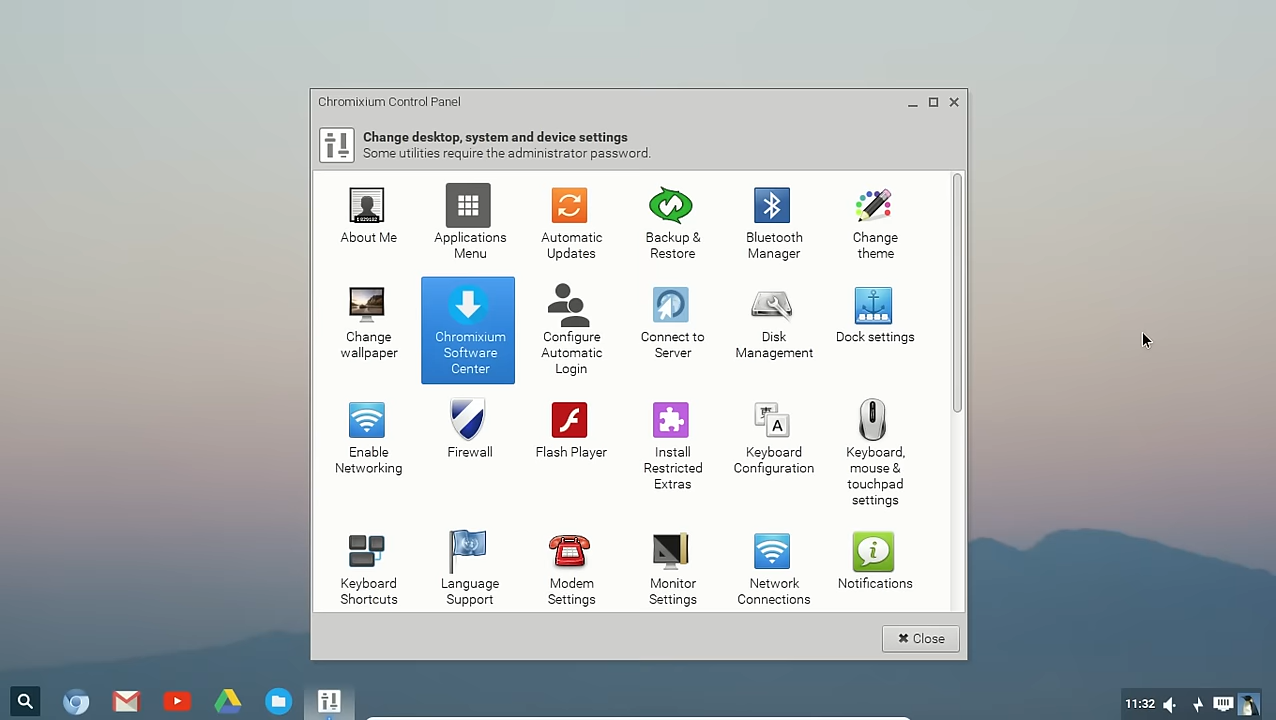 Chromixium Control Panel
Change desktop, system and device settings
Some utilities require the administrator password.
About Me
Applications
Menu
Automatic
Updates
Backup &
Restore
Bluetooth
Manager
Change
theme
Change
wallpaper
Chromixium
Software
Center
Configure
Automatic
Login
Connect to
Server
Disk
Management
Dock settings
Enable
Networking
Firewall
Flash Player
Install
Restricted
Extras
A
Keyboard
Configuration
Keyboard,
mouse &
touchpad
settings
Keyboard
Shortcuts
Language
Support
Modem
Settings
Monitor
Settings
Network
Connections
Notifications
Close
11:32